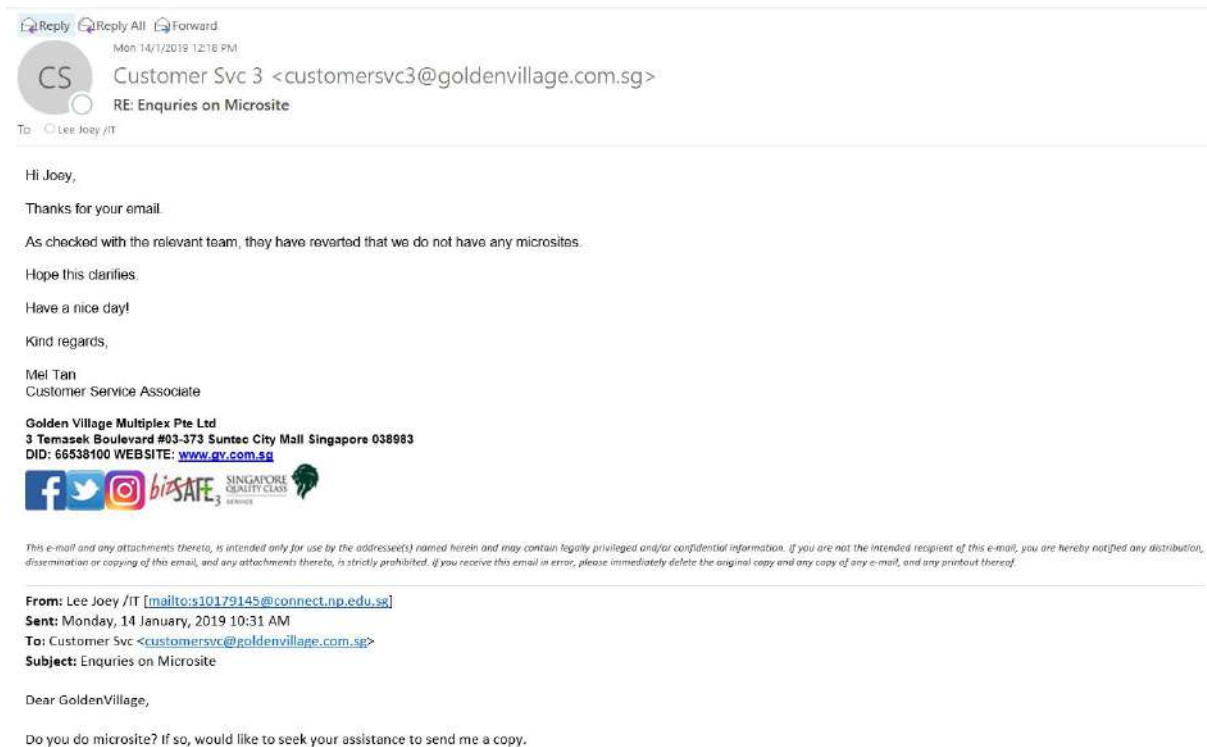 Reply Reply All Forward
Mon 14/1/2019 12:18 PM
CS
Customer Svc 3 <customersvc3@goldenvillage.com.sg>
RE: Enquries on Microsite
To Lee Joey /IT
Hi Joey,
Thanks for your email.
As checked with the relevant team, they have reverted that we do not have any microsites.
Hope this clarifies.
Have a nice day!
Kind regards,
Mel Tan
Customer Service Associate
Golden Village Multiplex Pte Ltd
3 Temasek Boulevard #03-373 Suntec City Mall Singapore 038983
DID: 66538100 WEBSITE: www.gv.com.sg
f bizSAFE3 SINGAPORE QUALITY CLASS SERVICE
This e-mail and any attachments thereto, is intended only for use by the addressee(s) named herein and may contain legally privileged and/or confidential information. If you are not the intended recipient of this e-mail, you are hereby notified any distribution,
dissemination or copying of this email, and any attachments thereto, is strictly prohibited. If you receive this email in error, please immediately delete the original copy and any copy of any e-mail, and any printout thereof.
From: Lee Joey /IT [mailto:s10179145@connect.np.edu.sg]
Sent: Monday, 14 January, 2019 10:31 AM
To: Customer Svc <customersvc@goldenvillage.com.sg>
Subject: Enquries on Microsite
Dear GoldenVillage,
Do you do microsite? If so, would like to seek your assistance to send me a copy.